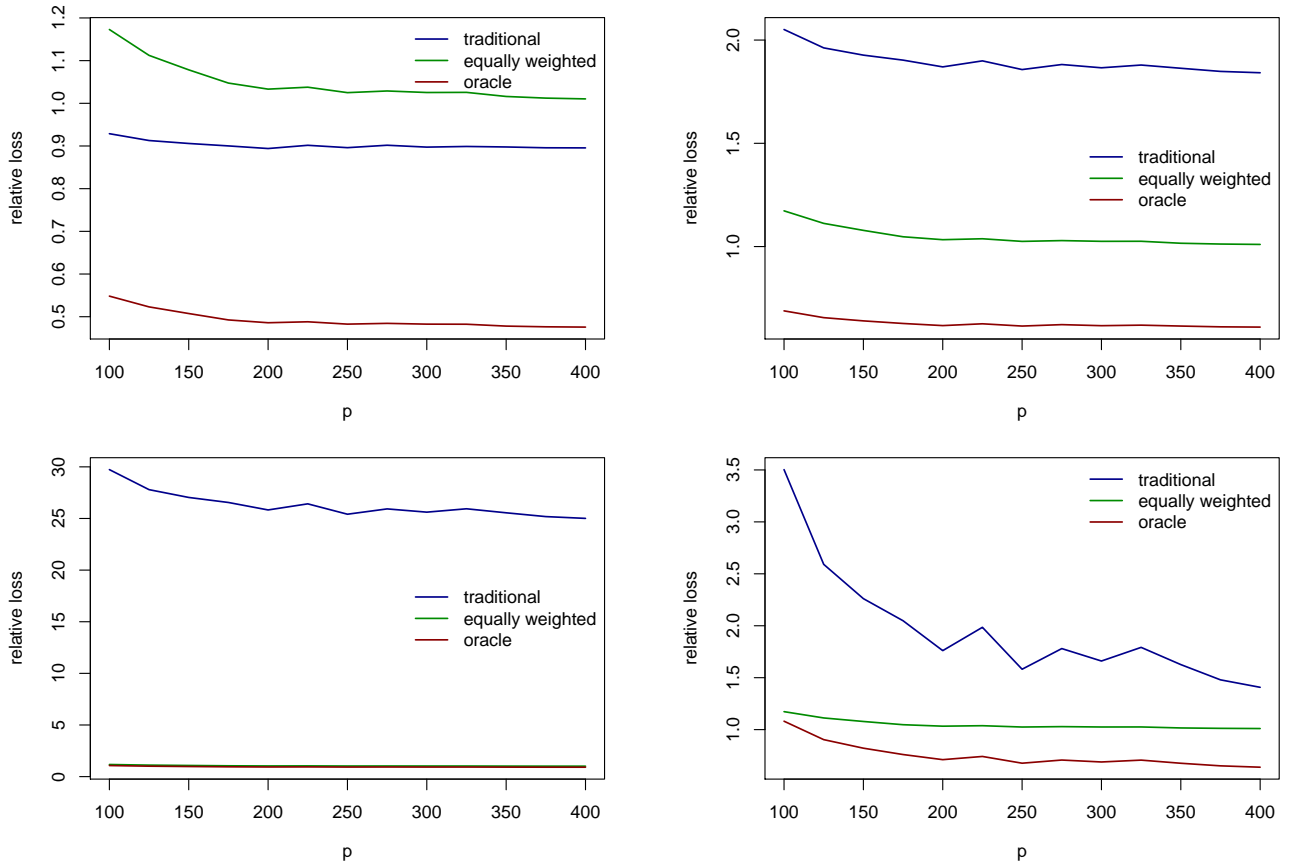 1.2
1.1
1.0
0.9
0.8
0.7
0.6
0.5
relative loss
traditional
equally weighted
oracle
100 150 200 250 300 350 400
p
2.0
1.5
1.0
relative loss
traditional
equally weighted
oracle
100 150 200 250 300 350 400
p
30
25
20
15
10
5
0
relative loss
traditional
equally weighted
oracle
100 150 200 250 300 350 400
p
3.5
3.0
2.5
2.0
1.5
1.0
relative loss
traditional
equally weighted
oracle
100 150 200 250 300 350 400
p